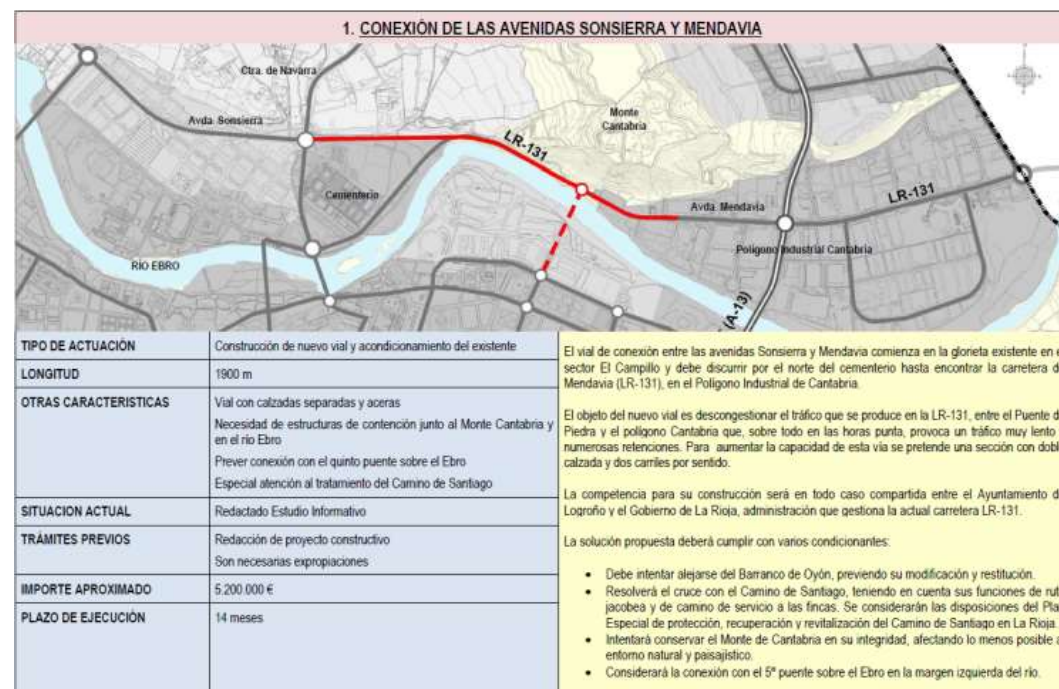 1. CONEXIÓN DE LAS AVENIDAS SONSIERRA Y MENDAVIA
Ctra. de Navarra
Avda. Sonsierra
Monte
Cantabria
LR-131
Cementerio
LR-131
Avda. Mendavia
Polígono Industrial Cantabria
RÍO EBRO
(A-13)
TIPO DE ACTUACIÓN
Construcción de nuevo vial y acondicionamiento del existente
LONGITUD
1900 m
OTRAS CARACTERISTICAS
Vial con calzadas separadas y aceras
Necesidad de estructuras de contención junto al Monte Cantabria y
en el río Ebro
Prever conexión con el quinto puente sobre el Ebro
Especial atención al tratamiento del Camino de Santiago
SITUACION ACTUAL
Redactado Estudio Informativo
TRÁMITES PREVIOS
Redacción de proyecto constructivo
Son necesarias expropiaciones
IMPORTE APROXIMADO
5.200.000 €
PLAZO DE EJECUCIÓN
14 meses
El vial de conexión entre las avenidas Sonsierra y Mendavia comienza en la glorieta existente en
sector El Campillo y debe discurrir por el norte del cementerio hasta encontrar la carretera
Mendavia (LR-131), en el Polígono Industrial de Cantabria.
El objeto del nuevo vial es descongestionar el tráfico que se produce en la LR-131, entre el Puente
Piedra y el polígono Cantabria que, sobre todo en las horas punta, provoca un tráfico muy lento
numerosas retenciones. Para aumentar la capacidad de esta vía se pretende una sección con
calzada y dos carriles por sentido.
La competencia para su construcción será en todo caso compartida entre el Ayuntamiento
Logroño y el Gobierno de La Rioja, administración que gestiona la actual carretera LR-131.
La solución propuesta deberá cumplir con varios condicionantes:
• Debe intentar alejarse del Barranco de Oyón, previendo su modificación y restitución.
• Resolverá el cruce con el Camino de Santiago, teniendo en cuenta sus funciones de
jacobea y de camino de servicio a las fincas. Se considerarán las disposiciones del
Especial de protección, recuperación y revitalización del Camino de Santiago en La Rioja.
• Intentará conservar el Monte de Cantabria en su integridad, afectando lo menos posible
entorno natural y paisajístico.
• Considerará la conexión con el 5º puente sobre el Ebro en la margen izquierda del río.